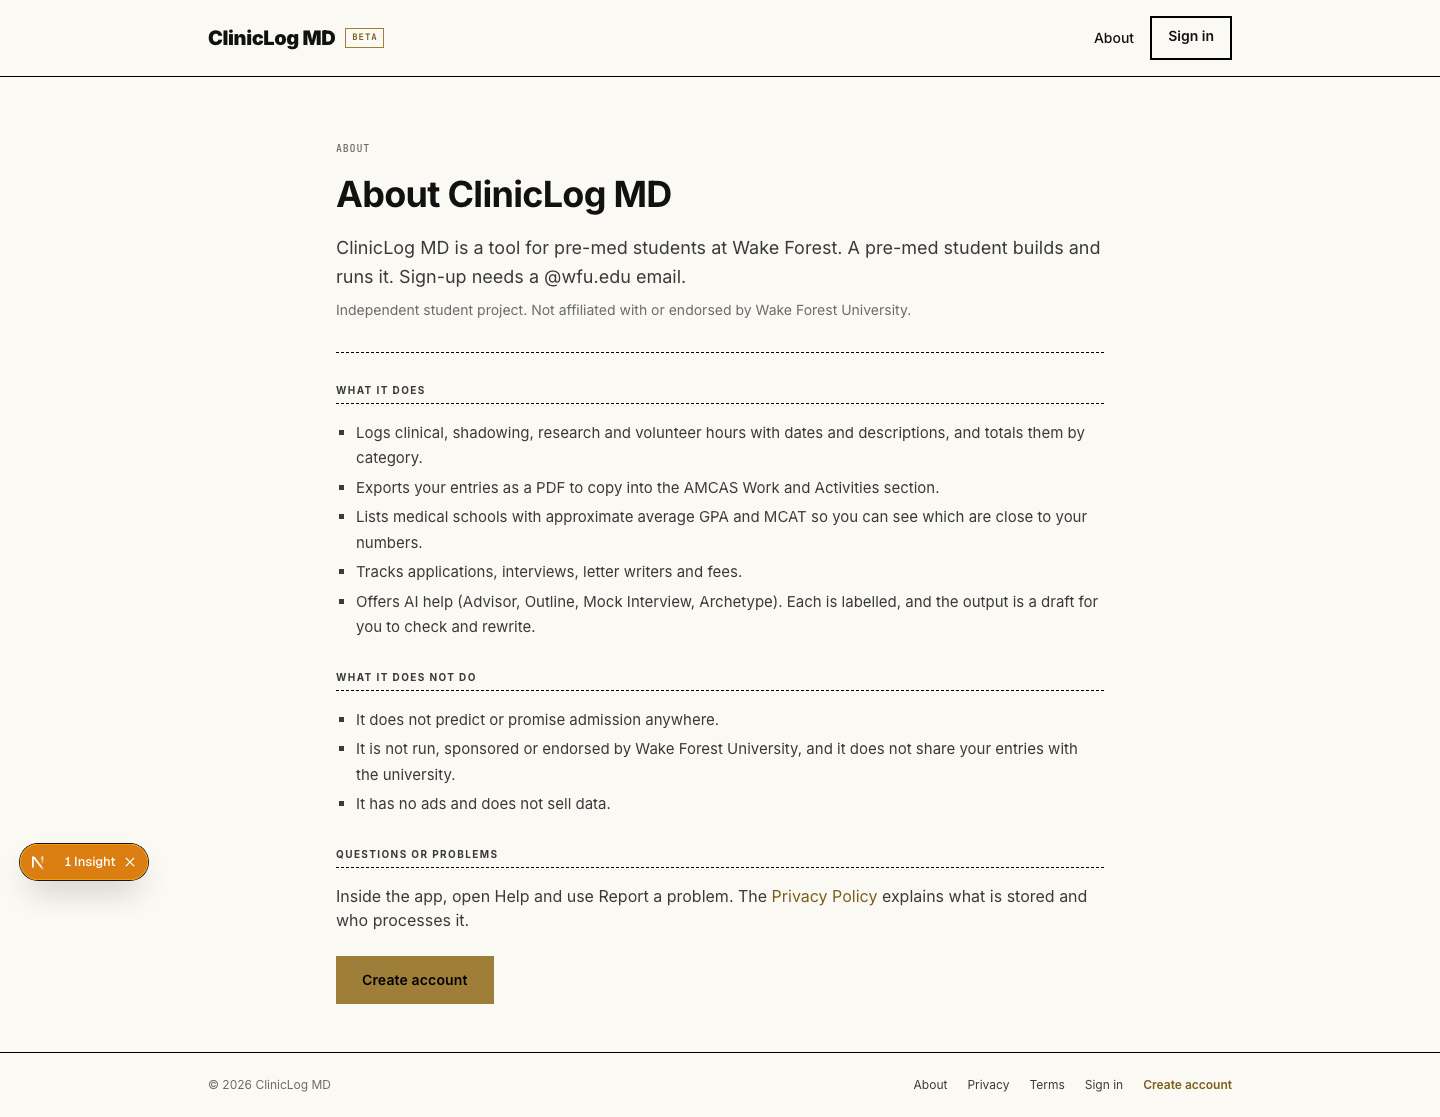 ClinicLog MD BETA About Sign in
ABOUT
About ClinicLog MD
ClinicLog MD is a tool for pre-med students at Wake Forest. A pre-med student builds and
runs it. Sign-up needs a @wfu.edu email.
Independent student project. Not affiliated with or endorsed by Wake Forest University.
WHAT IT DOES
Logs clinical, shadowing, research and volunteer hours with dates and descriptions, and totals them by
category.
Exports your entries as a PDF to copy into the AMCAS Work and Activities section.
Lists medical schools with approximate average GPA and MCAT so you can see which are close to your
numbers.
Tracks applications, interviews, letter writers and fees.
Offers AI help (Advisor, Outline, Mock Interview, Archetype). Each is labelled, and the output is a draft for
you to check and rewrite.
WHAT IT DOES NOT DO
It does not predict or promise admission anywhere.
It is not run, sponsored or endorsed by Wake Forest University, and it does not share your entries with
the university.
It has no ads and does not sell data.
QUESTIONS OR PROBLEMS
1 Insight
Inside the app, open Help and use Report a problem. The Privacy Policy explains what is stored and
who processes it.
Create account
© 2026 ClinicLog MD About Privacy Terms Sign in Create account